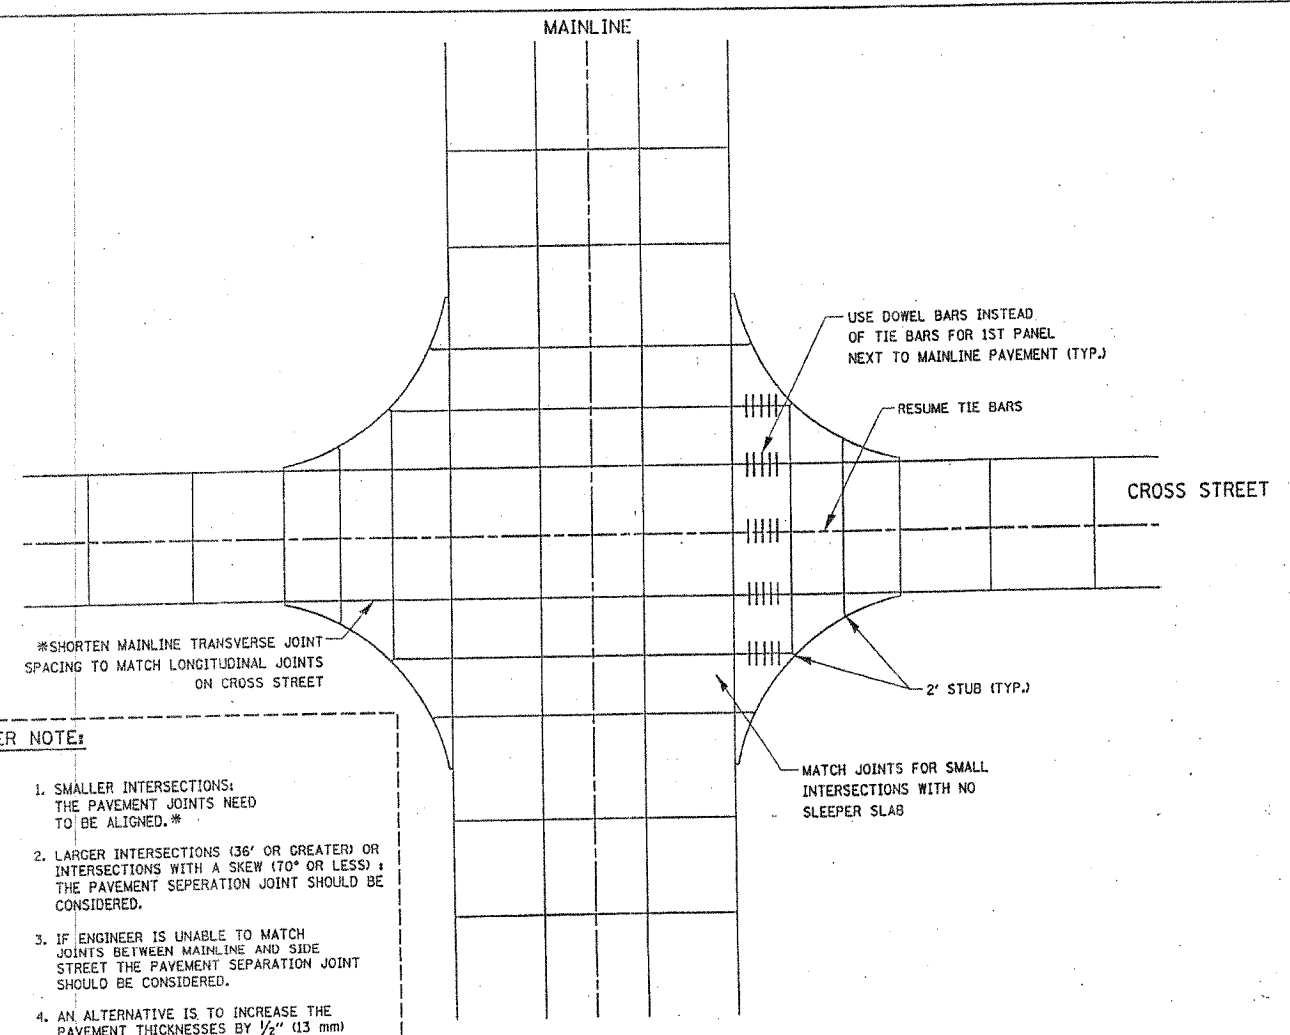 MAINLINE
USE DOWEL BARS INSTEAD
OF TIE BARS FOR 1ST PANEL
NEXT TO MAINLINE PAVEMENT (TYP.)
RESUME TIE BARS
CROSS STREET
*SHORTEN MAINLINE TRANSVERSE JOINT
SPACING TO MATCH LONGITUDINAL JOINTS
ON CROSS STREET
2' STUB (TYP.)
MATCH JOINTS FOR SMALL
INTERSECTIONS WITH NO
SLEEPER SLAB
ER NOTE:
1. SMALLER INTERSECTIONS:
THE PAVEMENT JOINTS NEED
TO BE ALIGNED.*
2. LARGER INTERSECTIONS (36' OR GREATER) OR
INTERSECTIONS WITH A SKEW (70° OR LESS) :
THE PAVEMENT SEPERATION JOINT SHOULD BE
CONSIDERED.
3. IF ENGINEER IS UNABLE TO MATCH
JOINTS BETWEEN MAINLINE AND SIDE
STREET THE PAVEMENT SEPARATION JOINT
SHOULD BE CONSIDERED.
4. AN ALTERNATIVE IS TO INCREASE THE
PAVEMENT THICKNESSES BY 1/2" (13 mm)